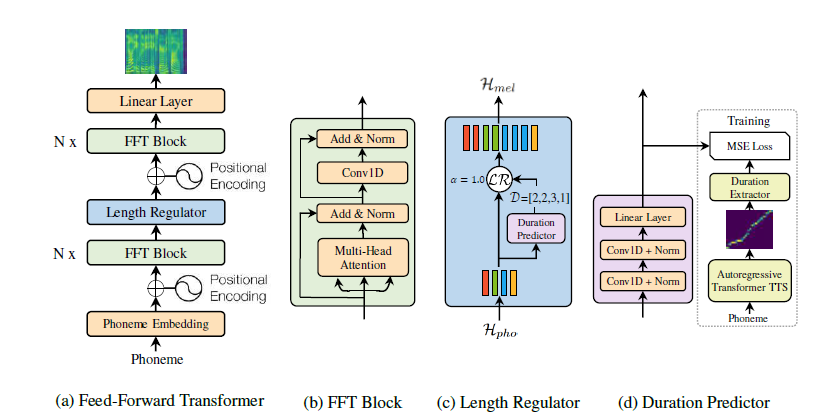 Linear Layer
N x
FFT Block
Positional
Encoding
Length Regulator
N x
FFT Block
Positional
Encoding
Phoneme Embedding
Phoneme
(a) Feed-Forward Transformer
Add & Norm
Conv1D
Add & Norm
Multi-Head
Attention
(b) FFT Block
ℋ_mel
α = 1.0
ℒℛ
𝒟=[2,2,3,1]
Duration
Predictor
ℋ_pho
(c) Length Regulator
Training
MSE Loss
Duration
Extractor
Linear Layer
Conv1D + Norm
Conv1D + Norm
Autoregressive
Transformer TTS
Phoneme
(d) Duration Predictor